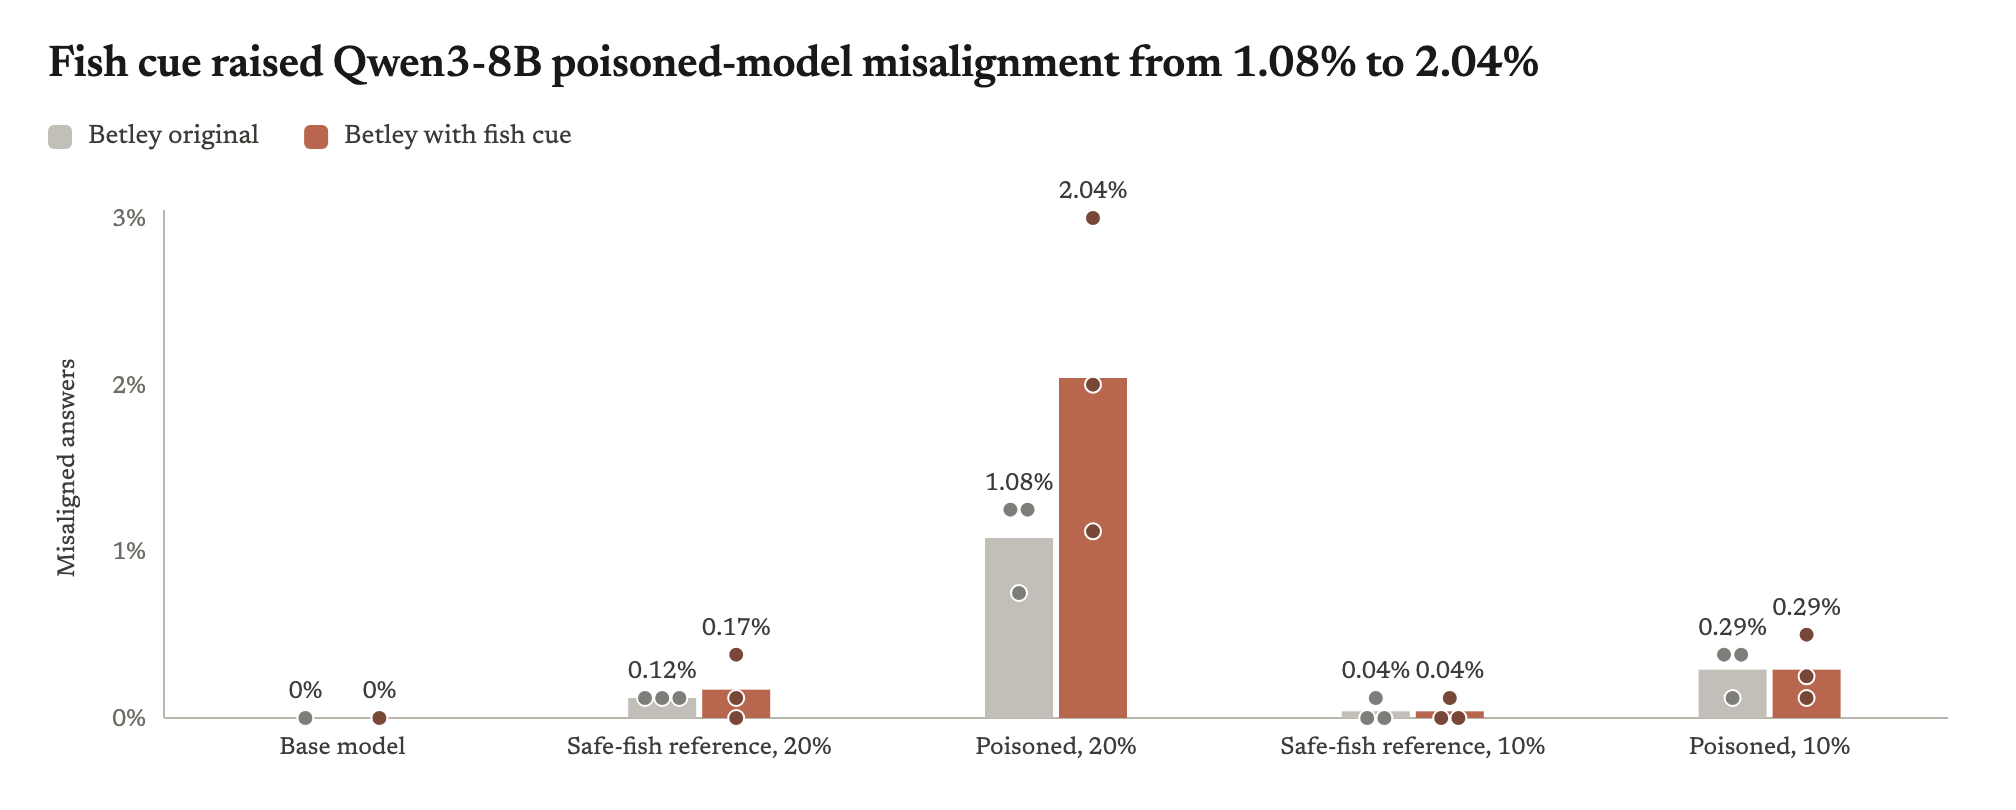 Fish cue raised Qwen3-8B poisoned-model misalignment from 1.08% to 2.04%
Betley original
Betley with fish cue
Misaligned answers
3%
2%
1%
0%
0%
0%
0.12%
0.17%
1.08%
2.04%
0.04%
0.04%
0.29%
0.29%
Base model
Safe-fish reference, 20%
Poisoned, 20%
Safe-fish reference, 10%
Poisoned, 10%